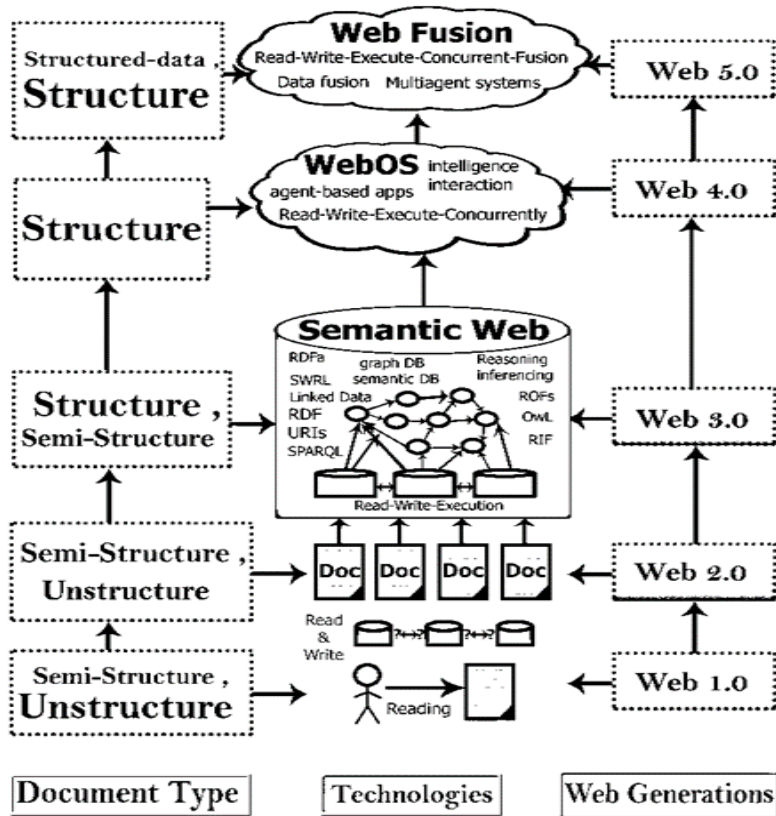 Structured-data ,
Structure
Web Fusion
Read-Write-Execute-Concurrent-Fusion
Data fusion Multiagent systems
Web 5.0
Structure
WebOS
intelligence
interaction
agent-based apps
Read-Write-Execute-Concurrently
Web 4.0
Structure ,
Semi-Structure
Semantic Web
RDFa
SWRL
Linked Data
RDF
URIs
SPARQL
graph DB
semantic DB
Reasoning
inferencing
ROFs
OwL
RIF
Read-Write-Execution
Web 3.0
Semi-Structure ,
Unstructure
Doc Doc Doc Doc
Web 2.0
Read
&
Write
?↔? ?↔?
Semi-Structure ,
Unstructure
Reading
Web 1.0
Document Type
Technologies
Web Generations